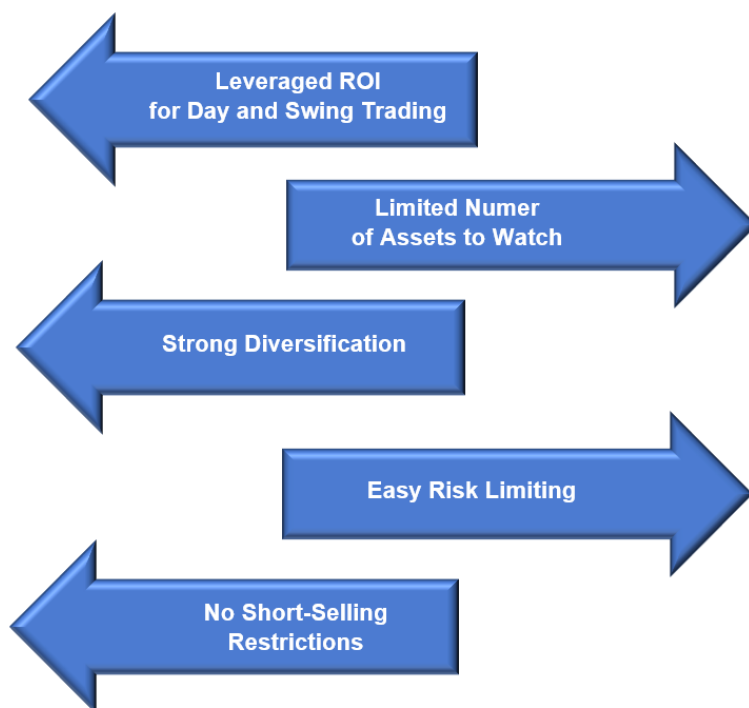 Leveraged ROI
for Day and Swing Trading
Limited Numer
of Assets to Watch
Strong Diversification
Easy Risk Limiting
No Short-Selling
Restrictions